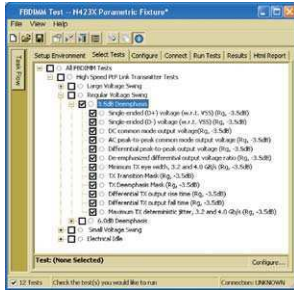 FBDIMM Test -- N4235 Parametric Fixture*
File View Help
Task Flow
Setup Environment Select Tests Configure Connect Run Tests Results Html Report
All FBDIMM Tests
High Speed P2P Link Transmitter Tests
Large Voltage Swing
Regular Voltage Swing
3.5dB Deemphasis
Single-ended (D+) voltage (w.r.t. VSS) (Rg, -3.5dB)
Single-ended (D-) voltage (w.r.t. VSS) (Rg, -3.5dB)
DC common mode output voltage(Rg, -3.5dB)
AC peak-to-peak common mode output voltage (Rg, -3.5dB)
Differential peak-to-peak output voltage (Rg, -3.5dB)
De-emphasized differential output voltage ratio (Rg, -3.5dB)
Minimum TX eye width, 3.2 and 4.0 Gb/s (Rg, -3.5dB)
TX Transition Mask (Rg, -3.5dB)
TX Deemphasis Mask (Rg, -3.5dB)
Differential TX output rise time (Rg, -3.5dB)
Differential TX output fall time (Rg, -3.5dB)
Maximum TX deterministic jitter, 3.2 and 4.0 Gb/s (Rg, -3.5dB)
6.0dB Deemphasis
Small Voltage Swing
Electrical Idle
Test: (None Selected)
Configure...
12 Tests Check the test(s) you would like to run Connection: UNKNOWN